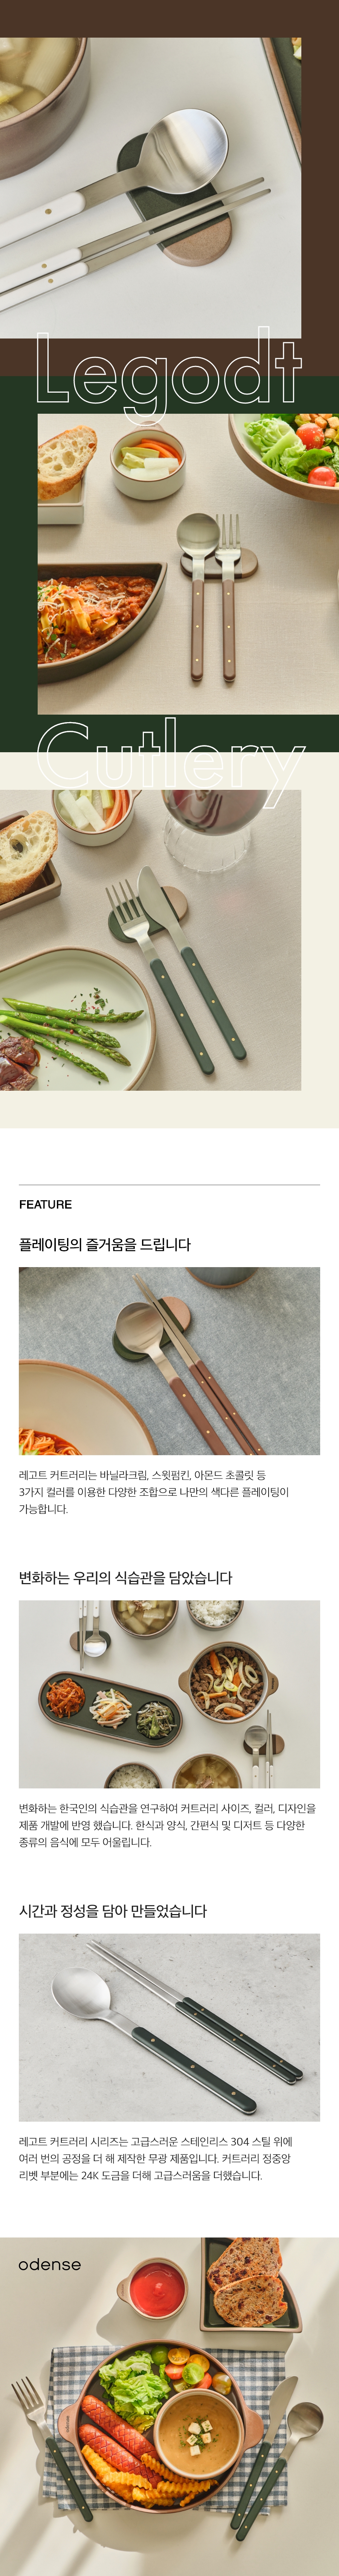 Legodt
Cutlery
FEATURE
플레이팅의 즐거움을 드립니다
레고트 커트러리는 바닐라크림, 스윗펌킨, 아몬드 초콜릿 등
3가지 컬러를 이용한 다양한 조합으로 나만의 색다른 플레이팅이
가능합니다.
변화하는 우리의 식습관을 담았습니다
변화하는 한국인의 식습관을 연구하여 커트러리 사이즈, 컬러, 디자인을
제품 개발에 반영 했습니다. 한식과 양식, 간편식 및 디저트 등 다양한
종류의 음식에 모두 어울립니다.
시간과 정성을 담아 만들었습니다
레고트 커트러리 시리즈는 고급스러운 스테인리스 304 스틸 위에
여러 번의 공정을 더 해 제작한 무광 제품입니다. 커트러리 정중앙
리벳 부분에는 24K 도금을 더해 고급스러움을 더했습니다.
odense